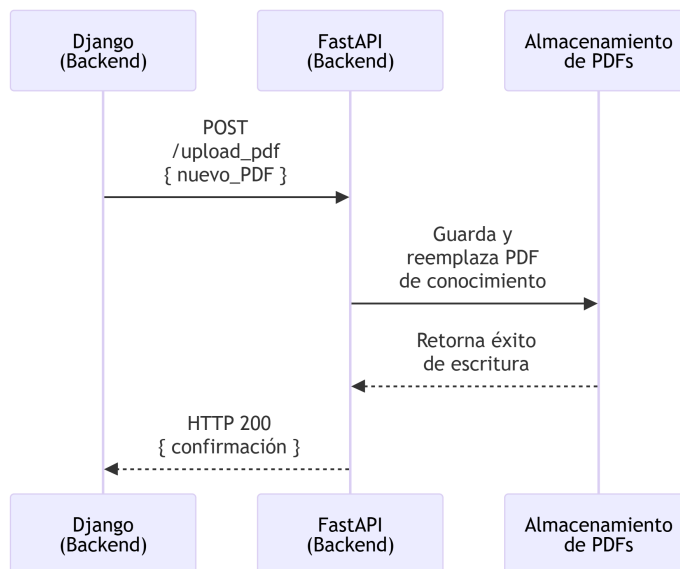 Django
(Backend)
FastAPI
(Backend)
Almacenamiento
de PDFs
POST
/upload_pdf
{ nuevo_PDF }
Guarda y
reemplaza PDF
de conocimiento
Retorna éxito
de escritura
HTTP 200
{ confirmación }
Django
(Backend)
FastAPI
(Backend)
Almacenamiento
de PDFs